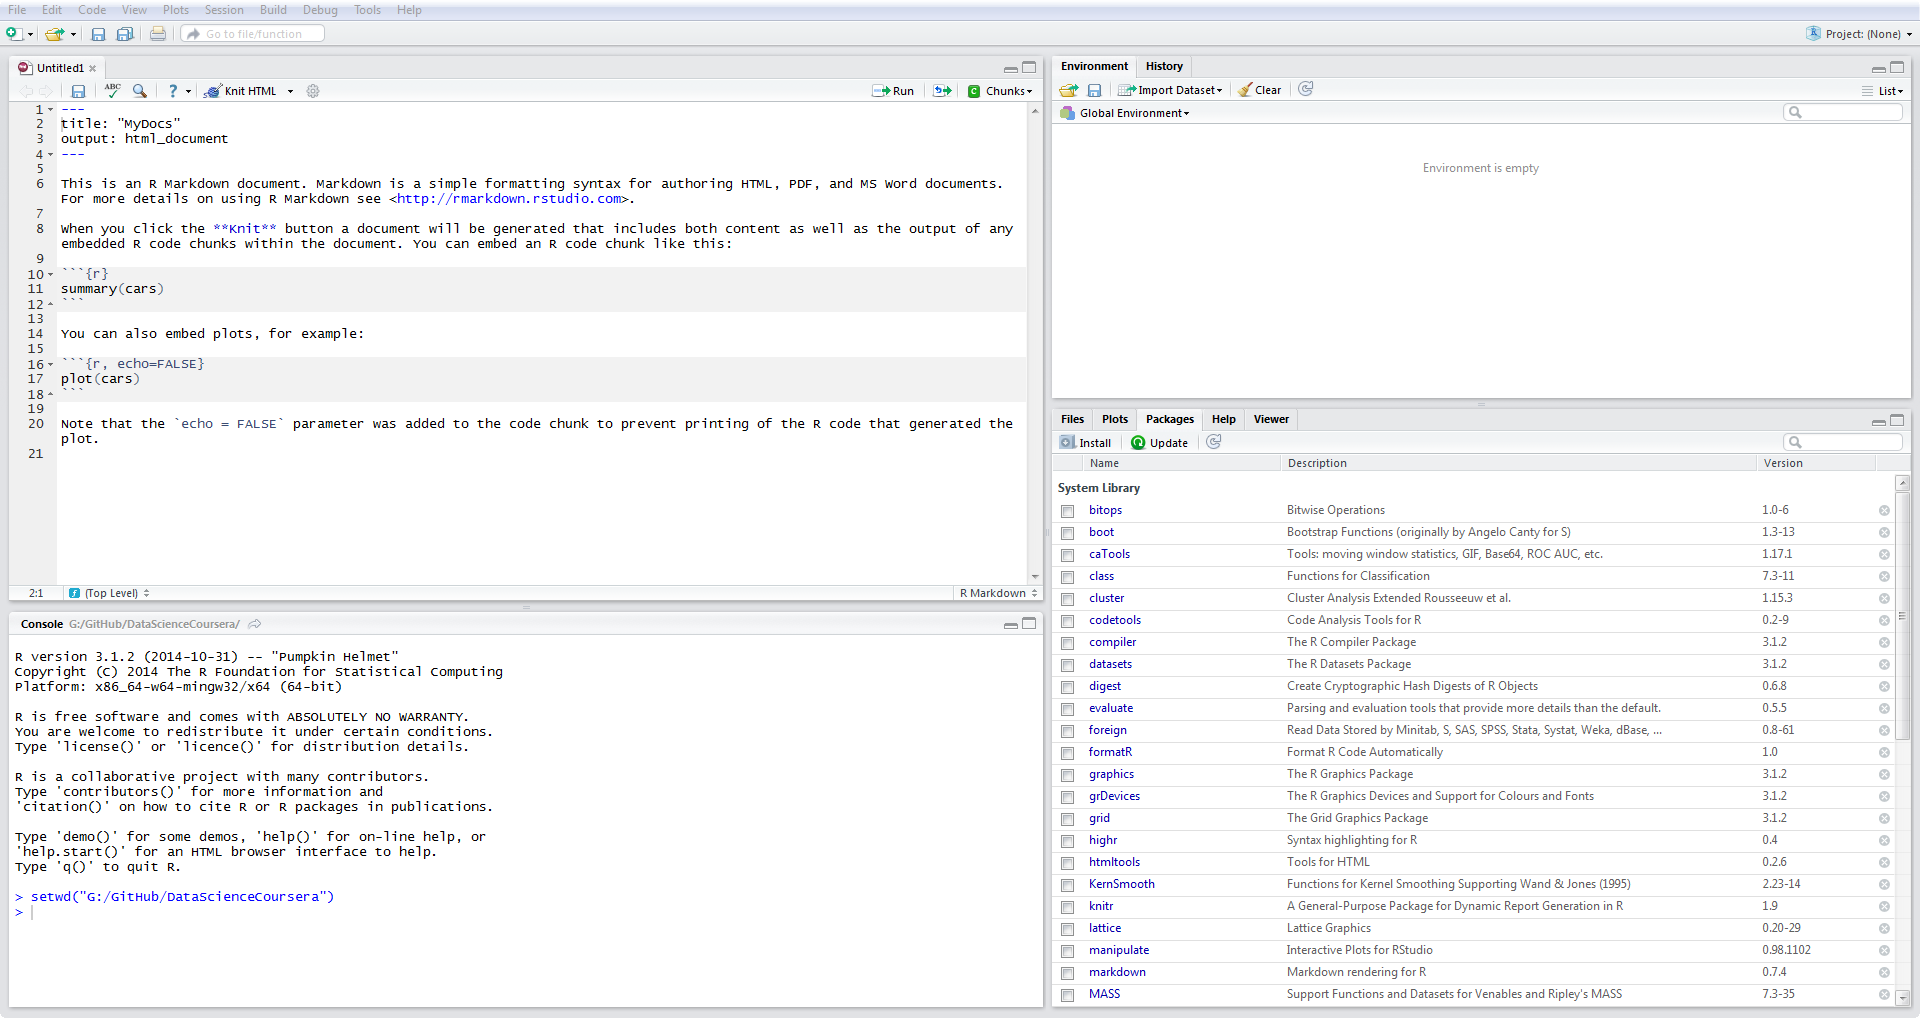 File Edit Code View Plots Session Build Debug Tools Help
Go to file/function
Project: (None)
Untitled1
ABC
? Knit HTML
Run
Chunks
1 ---
2 title: "MyDocs"
3 output: html_document
4 ---
5
6 This is an R Markdown document. Markdown is a simple formatting syntax for authoring HTML, PDF, and MS Word documents.
For more details on using R Markdown see <http://rmarkdown.rstudio.com>.
7
8 When you click the **Knit** button a document will be generated that includes both content as well as the output of any
embedded R code chunks within the document. You can embed an R code chunk like this:
9
10 ```{r}
11 summary(cars)
12 ```
13
14 You can also embed plots, for example:
15
16 ```{r, echo=FALSE}
17 plot(cars)
18 ```
19
20 Note that the `echo = FALSE` parameter was added to the code chunk to prevent printing of the R code that generated the
plot.
21
2:1 (Top Level) R Markdown
Console G:/GitHub/DataScienceCoursera/
R version 3.1.2 (2014-10-31) -- "Pumpkin Helmet"
Copyright (C) 2014 The R Foundation for Statistical Computing
Platform: x86_64-w64-mingw32/x64 (64-bit)
R is free software and comes with ABSOLUTELY NO WARRANTY.
You are welcome to redistribute it under certain conditions.
Type 'license()' or 'licence()' for distribution details.
R is a collaborative project with many contributors.
Type 'contributors()' for more information and
'citation()' on how to cite R or R packages in publications.
Type 'demo()' for some demos, 'help()' for on-line help, or
'help.start()' for an HTML browser interface to help.
Type 'q()' to quit R.
> setwd("G:/GitHub/DataScienceCoursera")
>
Environment History
Import Dataset Clear List
Global Environment
Environment is empty
Files Plots Packages Help Viewer
Install Update
Name Description Version
System Library
bitops Bitwise Operations 1.0-6
boot Bootstrap Functions (originally by Angelo Canty for S) 1.3-13
caTools Tools: moving window statistics, GIF, Base64, ROC AUC, etc. 1.17.1
class Functions for Classification 7.3-11
cluster Cluster Analysis Extended Rousseeuw et al. 1.15.3
codetools Code Analysis Tools for R 0.2-9
compiler The R Compiler Package 3.1.2
datasets The R Datasets Package 3.1.2
digest Create Cryptographic Hash Digests of R Objects 0.6.8
evaluate Parsing and evaluation tools that provide more details than the default. 0.5.5
foreign Read Data Stored by Minitab, S, SAS, SPSS, Stata, Systat, Weka, dBase, ... 0.8-61
formatR Format R Code Automatically 1.0
graphics The R Graphics Package 3.1.2
grDevices The R Graphics Devices and Support for Colours and Fonts 3.1.2
grid The Grid Graphics Package 3.1.2
highr Syntax highlighting for R 0.4
htmltools Tools for HTML 0.2.6
KernSmooth Functions for Kernel Smoothing Supporting Wand & Jones (1995) 2.23-14
knitr A General-Purpose Package for Dynamic Report Generation in R 1.9
lattice Lattice Graphics 0.20-29
manipulate Interactive Plots for RStudio 0.98.1102
markdown Markdown rendering for R 0.7.4
MASS Support Functions and Datasets for Venables and Ripley's MASS 7.3-35